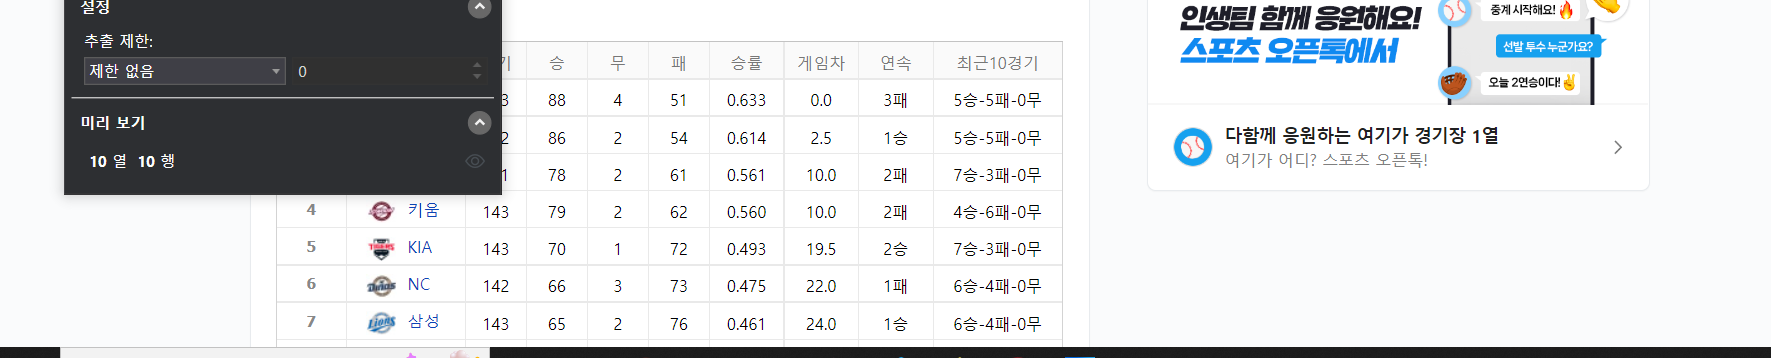 설정
추출 제한:
제한 없음 0
미리 보기
10 열 10 행
기 승 무 패 승률 게임차 연속 최근10경기
3 88 4 51 0.633 0.0 3패 5승-5패-0무
2 86 2 54 0.614 2.5 1승 5승-5패-0무
1 78 2 61 0.561 10.0 2패 7승-3패-0무
4 키움 143 79 2 62 0.560 10.0 2패 4승-6패-0무
5 KIA 143 70 1 72 0.493 19.5 2승 7승-3패-0무
6 NC 142 66 3 73 0.475 22.0 1패 6승-4패-0무
7 Lions 삼성 143 65 2 76 0.461 24.0 1승 6승-4패-0무
인생팀 함께 응원해요!
스포츠 오픈톡에서
중계 시작해요!
선발 투수 누군가요?
오늘 2연승이다!
다함께 응원하는 여기가 경기장 1열
여기가 어디? 스포츠 오픈톡!